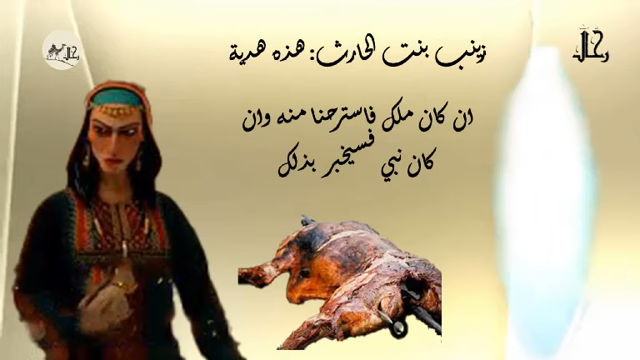 زينب بنت الحارث: هذه هدية
ان كان ملك فاسترحنا منه وان
كان نبي فسيخبر بذلك